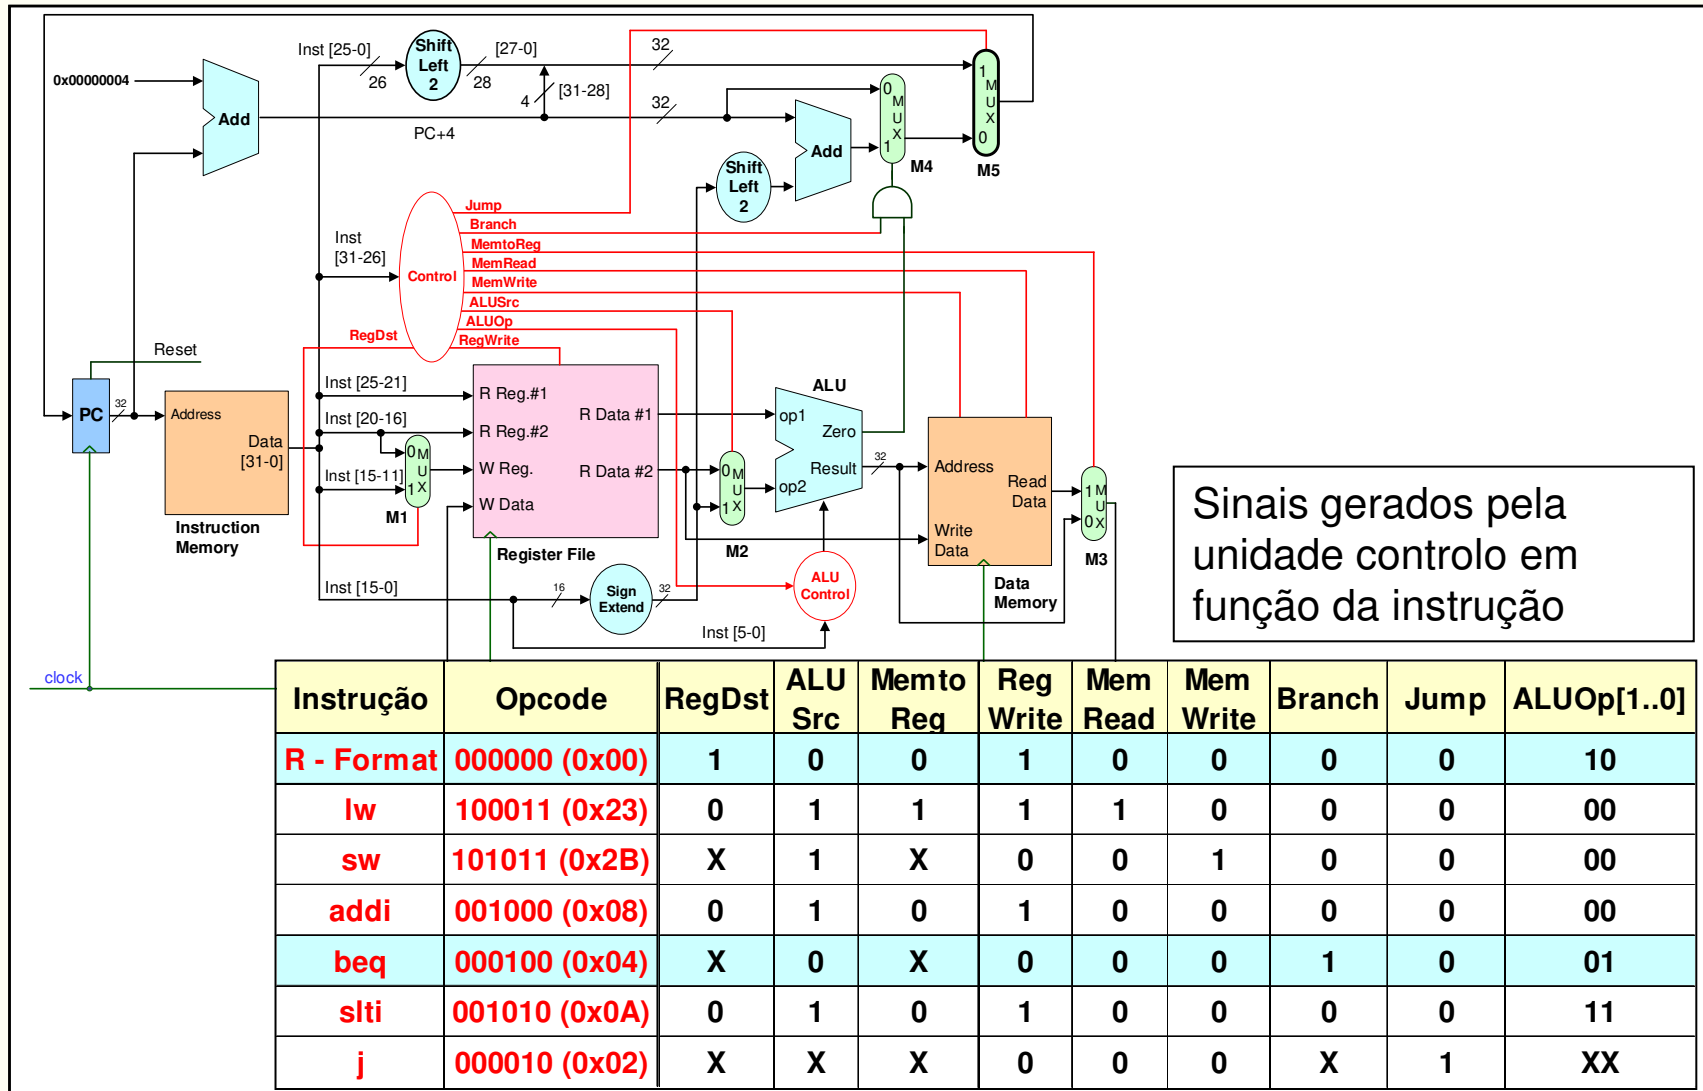 Inst [25-0]
26
Shift
Left
2
[27-0]
28
32
0x00000004
Add
4
[31-28]
PC+4
32
0
M
U
X
1
M4
1
M
U
X
0
M5
Add
Shift
Left
2
Inst
[31-26]
Control
Jump
Branch
MemtoReg
MemRead
MemWrite
ALUSrc
ALUOp
RegWrite
RegDst
Reset
PC
32
Address
Data
[31-0]
Instruction
Memory
Inst [25-21]
Inst [20-16]
Inst [15-11]
0 M
U
1 X
M1
R Reg.#1
R Reg.#2
W Reg.
W Data
R Data #1
R Data #2
Register File
0 M
U
1 X
M2
ALU
op1
Zero
Result
op2
32
ALU
Control
Address
Read
Data
Write
Data
Data
Memory
1 M
U
0 X
M3
Inst [15-0]
16
Sign
Extend
32
Inst [5-0]
clock
Sinais gerados pela
unidade controlo em
função da instrução
Instrução Opcode RegDst ALU Src Memto Reg Reg Write Mem Read Mem Write Branch Jump ALUOp[1..0]
R - Format 000000 (0x00) 1 0 0 1 0 0 0 0 10
lw 100011 (0x23) 0 1 1 1 1 0 0 0 00
sw 101011 (0x2B) X 1 X 0 0 1 0 0 00
addi 001000 (0x08) 0 1 0 1 0 0 0 0 00
beq 000100 (0x04) X 0 X 0 0 0 1 0 01
slti 001010 (0x0A) 0 1 0 1 0 0 0 0 11
j 000010 (0x02) X X X 0 0 0 X 1 XX